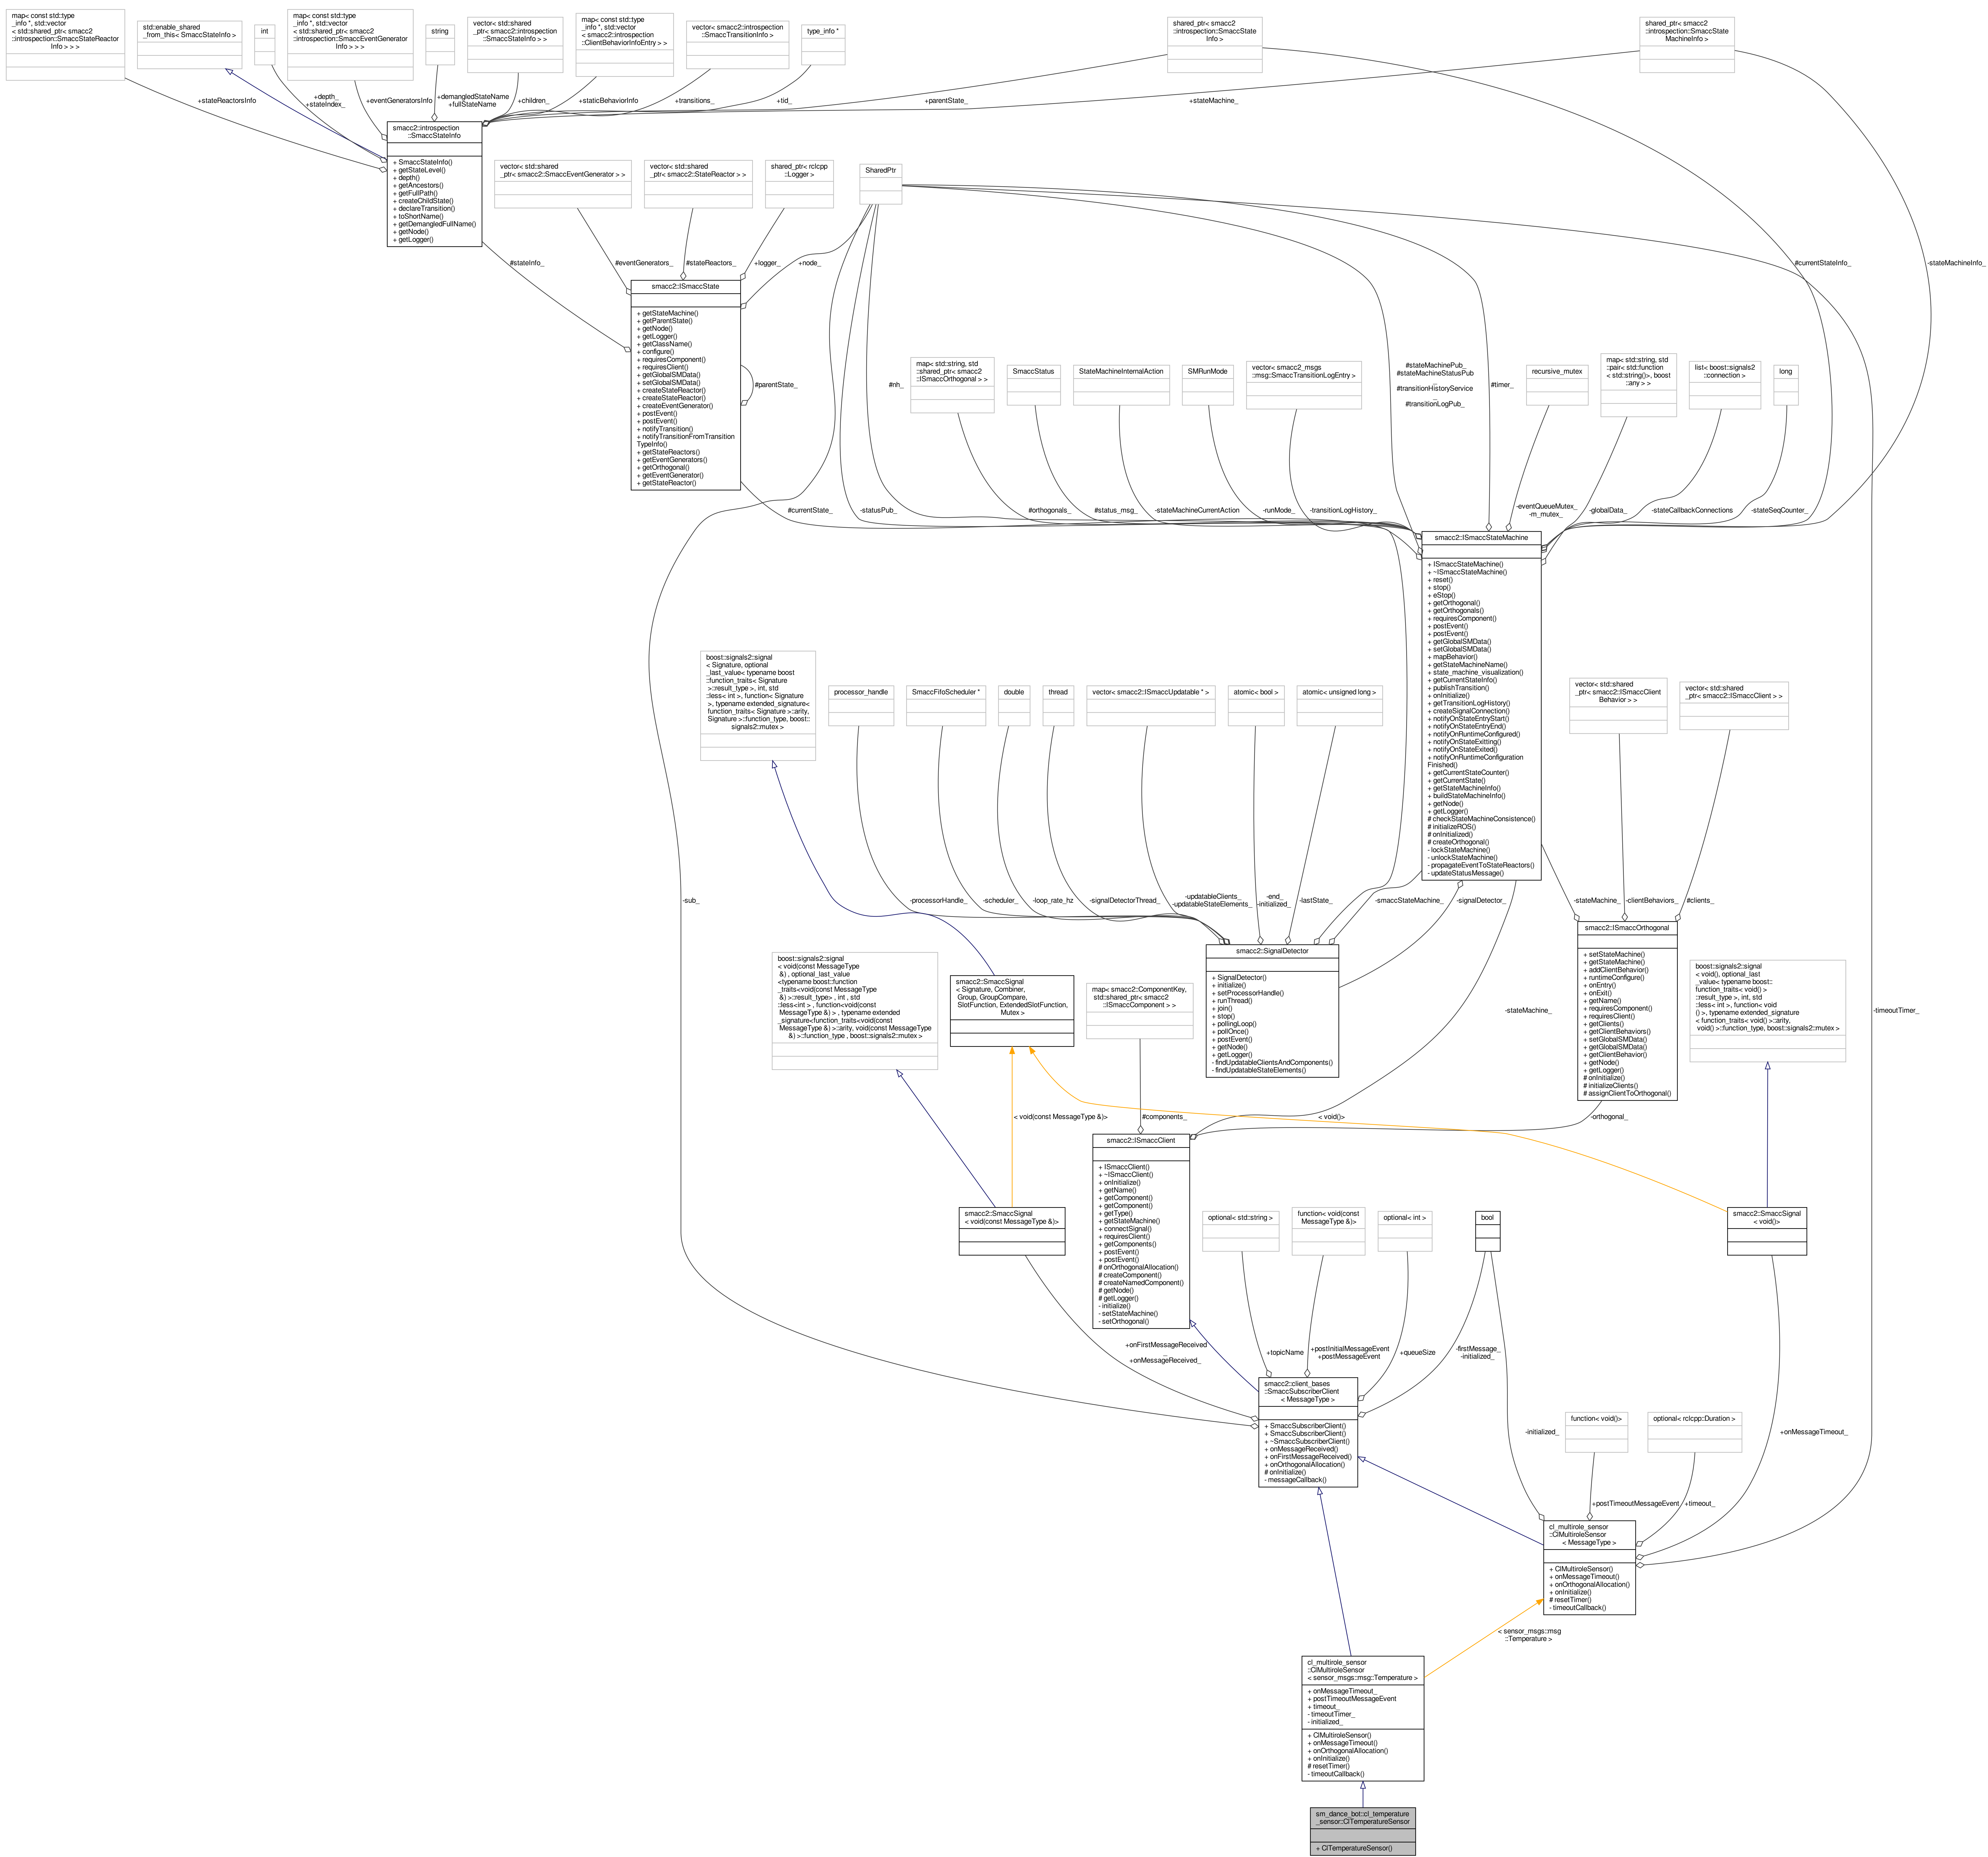 map< const std::type
_info *, std::vector
< std::shared_ptr< smacc2
::introspection::SmaccStateReactor
Info > > >
std::enable_shared
_from_this< SmaccStateInfo >
int
map< const std::type
_info *, std::vector
< std::shared_ptr< smacc2
::introspection::SmaccEventGenerator
Info > > >
string
vector< std::shared
_ptr< smacc2::introspection
::SmaccStateInfo > >
map< const std::type
_info *, std::vector
< smacc2::introspection
::ClientBehaviorInfoEntry > >
vector< smacc2::introspection
::SmaccTransitionInfo >
type_info *
shared_ptr< smacc2
::introspection::SmaccState
Info >
shared_ptr< smacc2
::introspection::SmaccState
MachineInfo >
+stateReactorsInfo
+depth_
+stateIndex_
+eventGeneratorsInfo
+demangledStateName
+fullStateName
+children_
+staticBehaviorInfo
+transitions_
+tid_
+parentState_
+stateMachine_
smacc2::introspection
::SmaccStateInfo
+ SmaccStateInfo()
+ getStateLevel()
+ depth()
+ getAncestors()
+ getFullPath()
+ createChildState()
+ declareTransition()
+ toShortName()
+ getDemangledFullName()
+ getNode()
+ getLogger()
vector< std::shared
_ptr< smacc2::SmaccEventGenerator > >
vector< std::shared
_ptr< smacc2::StateReactor > >
shared_ptr< rclcpp
::Logger >
SharedPtr
#stateInfo_
#eventGenerators_
#stateReactors_
+logger_
+node_
#currentStateInfo_
-stateMachineInfo_
smacc2::ISmaccState
+ getStateMachine()
+ getParentState()
+ getNode()
+ getLogger()
+ getClassName()
+ configure()
+ requiresComponent()
+ requiresClient()
+ getGlobalSMData()
+ setGlobalSMData()
+ createStateReactor()
+ createStateReactor()
+ createEventGenerator()
+ postEvent()
+ postEvent()
+ notifyTransition()
+ notifyTransitionFromTransition
TypeInfo()
+ getStateReactors()
+ getEventGenerators()
+ getOrthogonal()
+ getEventGenerator()
+ getStateReactor()
#parentState_
#nh_
map< std::string, std
::shared_ptr< smacc2
::ISmaccOrthogonal > >
SmaccStatus
StateMachineInternalAction
SMRunMode
vector< smacc2_msgs
::msg::SmaccTransitionLogEntry >
#stateMachinePub_
#stateMachineStatusPub
_
#transitionHistoryService
_
#transitionLogPub_
#timer_
recursive_mutex
map< std::string, std
::pair< std::function
< std::string()>, boost
::any > >
list< boost::signals2
::connection >
long
#currentState_
-statusPub_
#orthogonals_
#status_msg_
-stateMachineCurrentAction
-runMode_
-transitionLogHistory_
-eventQueueMutex_
-m_mutex_
-globalData_
-stateCallbackConnections
-stateSeqCounter_
smacc2::ISmaccStateMachine
+ ISmaccStateMachine()
+ ~ISmaccStateMachine()
+ reset()
+ stop()
+ eStop()
+ getOrthogonal()
+ getOrthogonals()
+ requiresComponent()
+ postEvent()
+ postEvent()
+ getGlobalSMData()
+ setGlobalSMData()
+ mapBehavior()
+ getStateMachineName()
+ state_machine_visualization()
+ getCurrentStateInfo()
+ publishTransition()
+ onInitialize()
+ getTransitionLogHistory()
+ createSignalConnection()
+ notifyOnStateEntryStart()
+ notifyOnStateEntryEnd()
+ notifyOnRuntimeConfigured()
+ notifyOnStateExitting()
+ notifyOnStateExited()
+ notifyOnRuntimeConfiguration
Finished()
+ getCurrentStateCounter()
+ getCurrentState()
+ getStateMachineInfo()
+ buildStateMachineInfo()
+ getNode()
+ getLogger()
# checkStateMachineConsistence()
# initializeROS()
# onInitialized()
# createOrthogonal()
- lockStateMachine()
- unlockStateMachine()
- propagateEventToStateReactors()
- updateStatusMessage()
boost::signals2::signal
< Signature, optional
_last_value< typename boost
::function_traits< Signature
>::result_type >, int, std
::less< int >, function< Signature
>, typename extended_signature<
function_traits< Signature >::arity,
Signature >::function_type, boost::
signals2::mutex >
processor_handle
SmaccFifoScheduler *
double
thread
vector< smacc2::ISmaccUpdatable * >
atomic< bool >
atomic< unsigned long >
vector< std::shared
_ptr< smacc2::ISmaccClient
Behavior > >
vector< std::shared
_ptr< smacc2::ISmaccClient > >
-sub_
-processorHandle_
-scheduler_
-loop_rate_hz
-signalDetectorThread_
-updatableClients_
-updatableStateElements_
-end_
-initialized_
-lastState_
-smaccStateMachine_
-signalDetector_
-stateMachine_
-clientBehaviors_
#clients_
smacc2::ISmaccOrthogonal
+ setStateMachine()
+ getStateMachine()
+ addClientBehavior()
+ runtimeConfigure()
+ onEntry()
+ onExit()
+ getName()
+ requiresComponent()
+ requiresClient()
+ getClients()
+ getClientBehaviors()
+ setGlobalSMData()
+ getGlobalSMData()
+ getClientBehavior()
+ getNode()
+ getLogger()
# onInitialize()
# initializeClients()
# assignClientToOrthogonal()
smacc2::SignalDetector
+ SignalDetector()
+ initialize()
+ setProcessorHandle()
+ runThread()
+ join()
+ stop()
+ pollingLoop()
+ pollOnce()
+ postEvent()
+ getNode()
+ getLogger()
- findUpdatableClientsAndComponents()
- findUpdatableStateElements()
boost::signals2::signal
< void(const MessageType
&) , optional_last_value
<typename boost::function
_traits<void(const MessageType
&) >::result_type> , int , std
::less<int > , function<void(const
MessageType &) > , typename extended
_signature<function_traits<void(const
MessageType &) >::arity, void(const MessageType
&) >::function_type , boost::signals2::mutex >
smacc2::SmaccSignal
< Signature, Combiner,
Group, GroupCompare,
SlotFunction, ExtendedSlotFunction,
Mutex >
map< smacc2::ComponentKey,
std::shared_ptr< smacc2
::ISmaccComponent > >
boost::signals2::signal
< void(), optional_last
_value< typename boost::
function_traits< void() >
::result_type >, int, std
::less< int >, function< void
() >, typename extended_signature
< function_traits< void() >::arity,
void() >::function_type, boost::signals2::mutex >
-stateMachine_
-timeoutTimer_
< void(const MessageType &)>
#components_
< void()>
-orthogonal_
smacc2::ISmaccClient
+ ISmaccClient()
+ ~ISmaccClient()
+ onInitialize()
+ getName()
+ getComponent()
+ getComponent()
+ getType()
+ getStateMachine()
+ connectSignal()
+ requiresClient()
+ getComponents()
+ postEvent()
+ postEvent()
# onOrthogonalAllocation()
# createComponent()
# createNamedComponent()
# getNode()
# getLogger()
- initialize()
- setStateMachine()
- setOrthogonal()
smacc2::SmaccSignal
< void(const MessageType &)>
optional< std::string >
function< void(const
MessageType &)>
optional< int >
bool
smacc2::SmaccSignal
< void()>
+onFirstMessageReceived
_
+onMessageReceived_
+topicName
+postInitialMessageEvent
+postMessageEvent
+queueSize
-firstMessage_
-initialized_
smacc2::client_bases
::SmaccSubscriberClient
< MessageType >
+ SmaccSubscriberClient()
+ SmaccSubscriberClient()
+ ~SmaccSubscriberClient()
+ onMessageReceived()
+ onFirstMessageReceived()
+ onOrthogonalAllocation()
# onInitialize()
- messageCallback()
function< void()>
optional< rclcpp::Duration >
-initialized_
+onMessageTimeout_
+postTimeoutMessageEvent
+timeout_
cl_multirole_sensor
::ClMultiroleSensor
< MessageType >
+ ClMultiroleSensor()
+ onMessageTimeout()
+ onOrthogonalAllocation()
+ onInitialize()
# resetTimer()
- timeoutCallback()
< sensor_msgs::msg
::Temperature >
cl_multirole_sensor
::ClMultiroleSensor
< sensor_msgs::msg::Temperature >
+ onMessageTimeout_
+ postTimeoutMessageEvent
+ timeout_
- timeoutTimer_
- initialized_
+ ClMultiroleSensor()
+ onMessageTimeout()
+ onOrthogonalAllocation()
+ onInitialize()
# resetTimer()
- timeoutCallback()
sm_dance_bot::cl_temperature
_sensor::ClTemperatureSensor
+ ClTemperatureSensor()